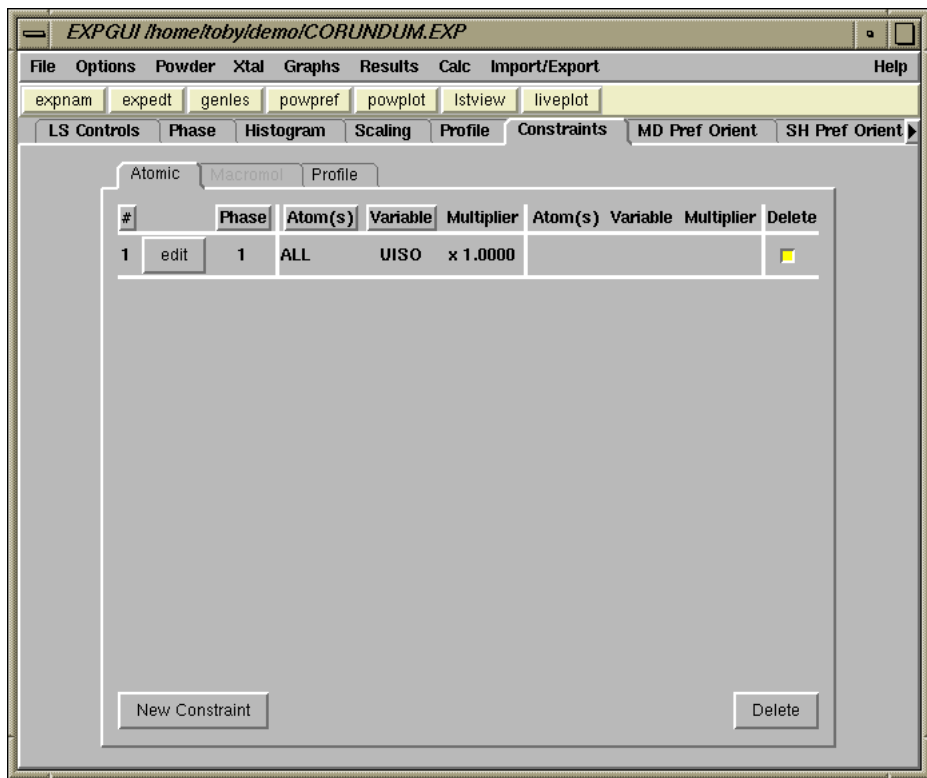 EXPGUI /home/toby/demo/CORUNDUM.EXP
File Options Powder Xtal Graphs Results Calc Import/Export Help
expnam expedt genles powpref powplot lstview liveplot
LS Controls Phase Histogram Scaling Profile Constraints MD Pref Orient SH Pref Orient
Atomic Macromol Profile
# Phase Atom(s) Variable Multiplier Atom(s) Variable Multiplier Delete
1 edit 1 ALL UISO x 1.0000
New Constraint Delete